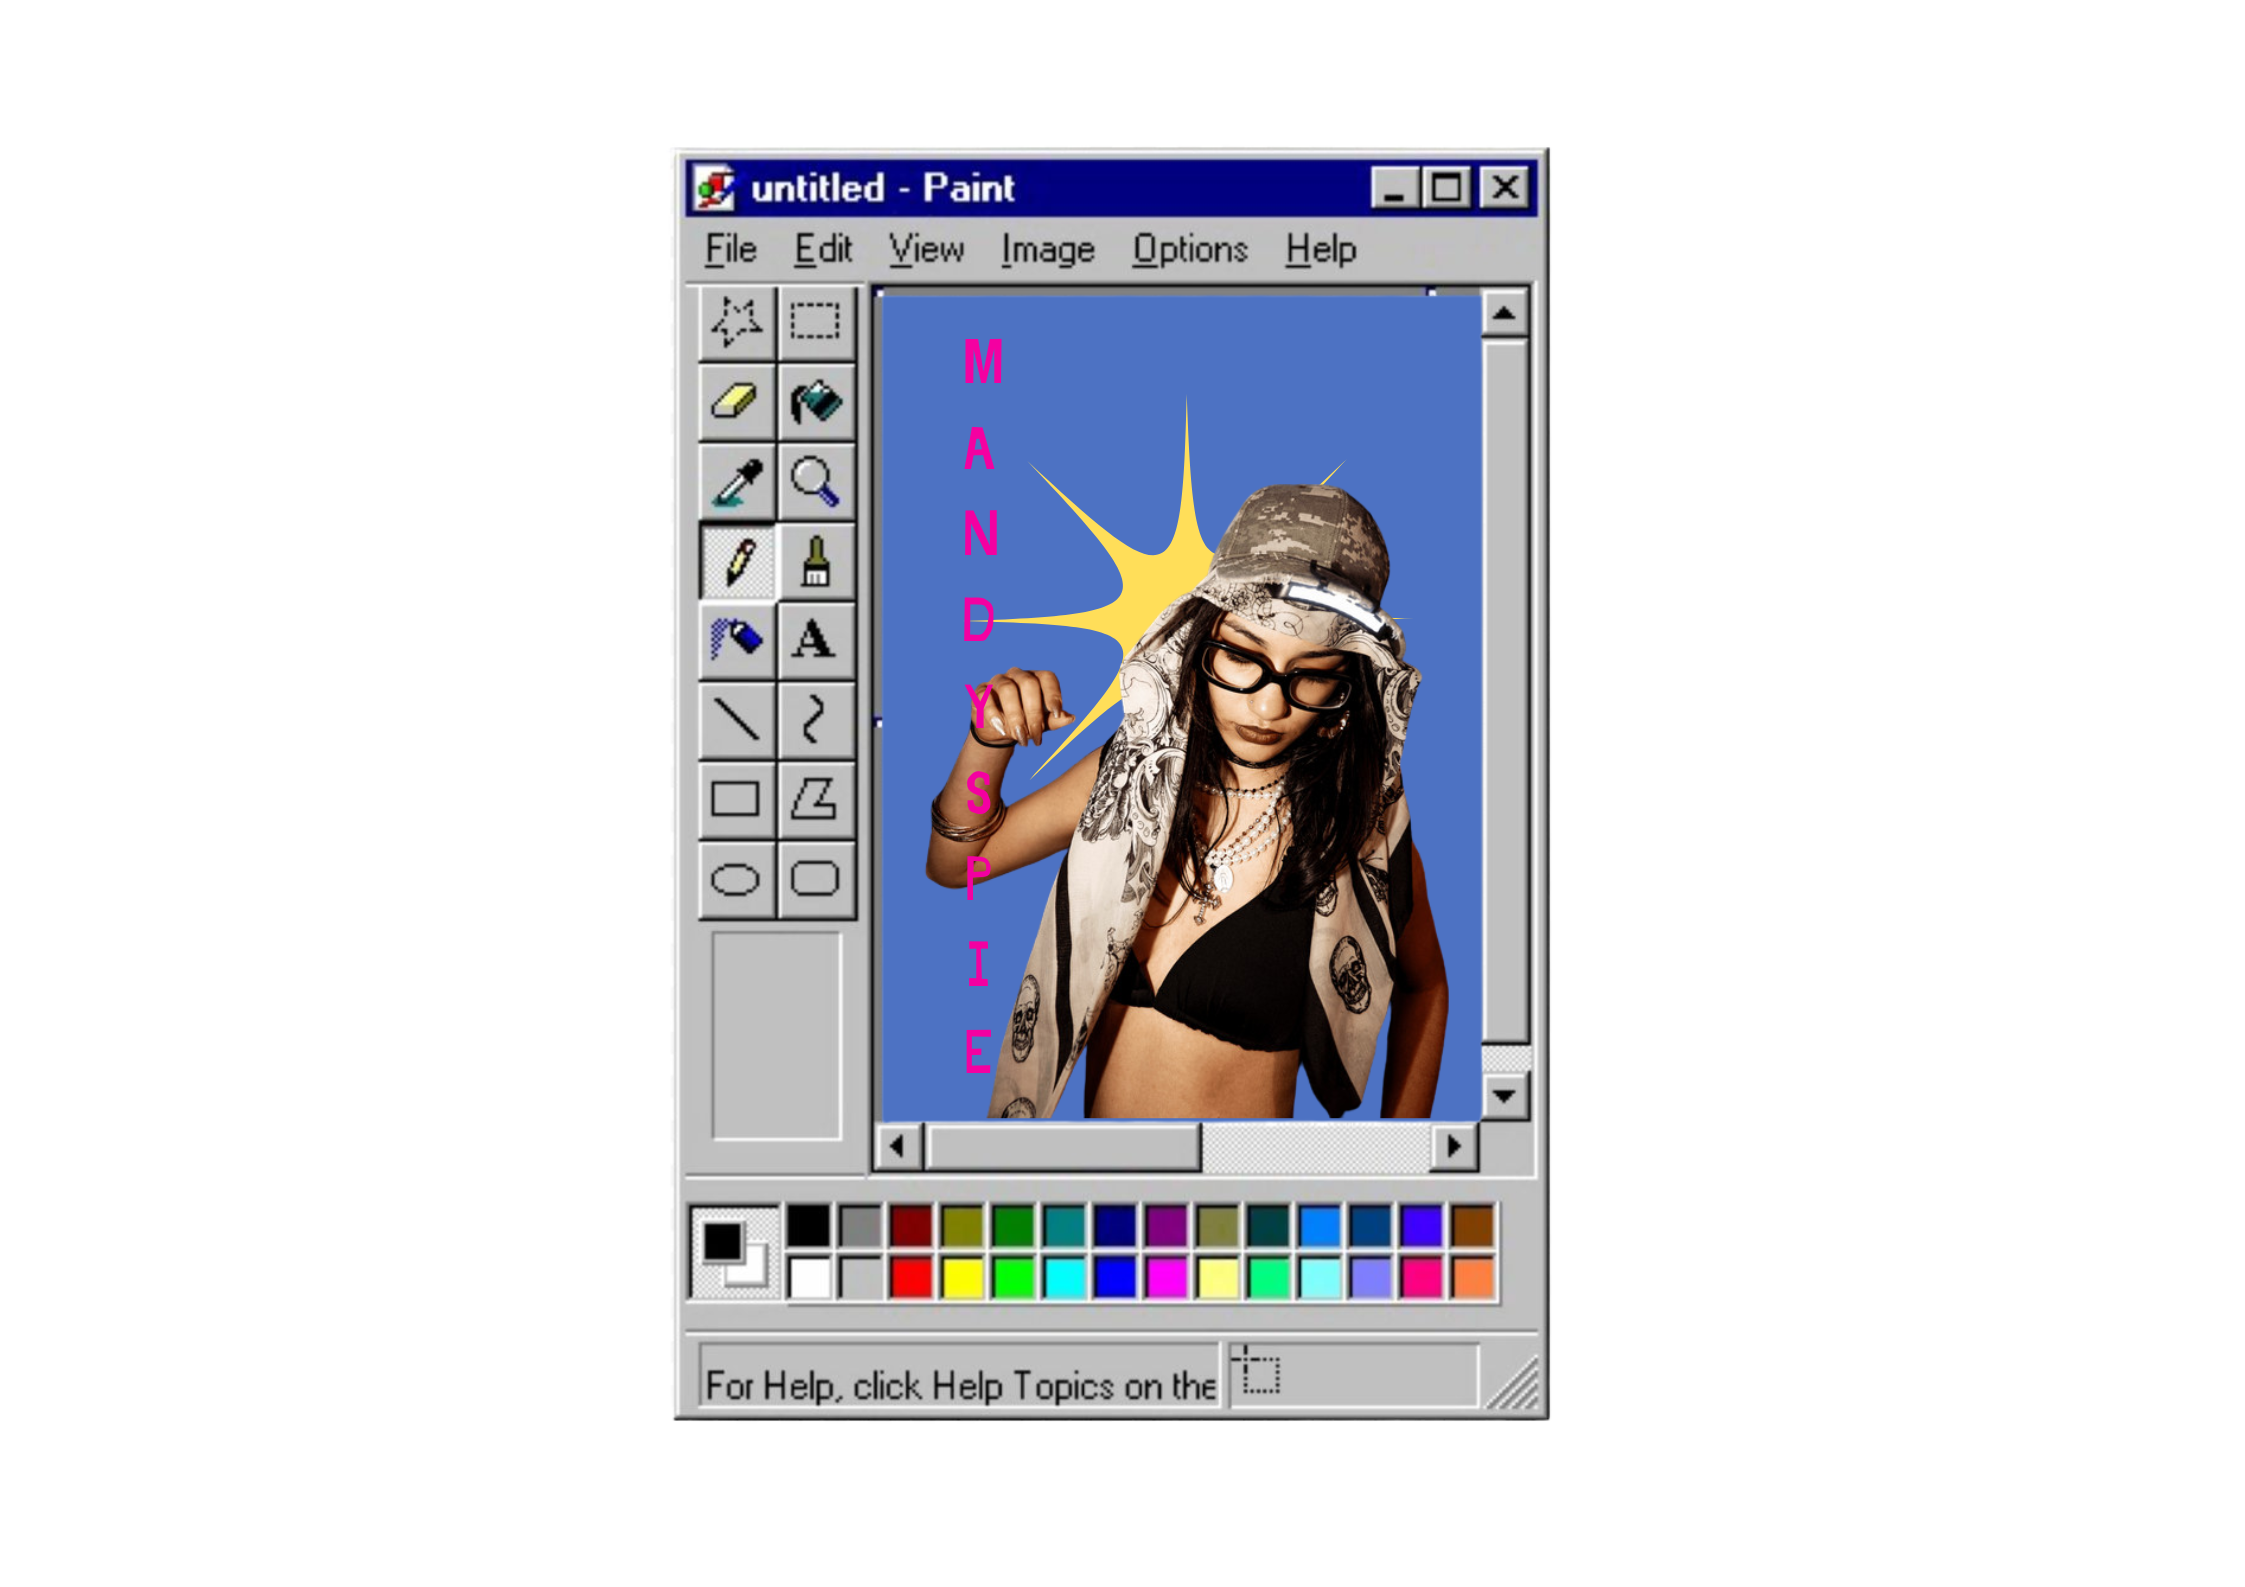 untitled - Paint
File Edit View Image Options Help
M
A
N
D
Y
S
P
I
E
A
For Help, click Help Topics on the